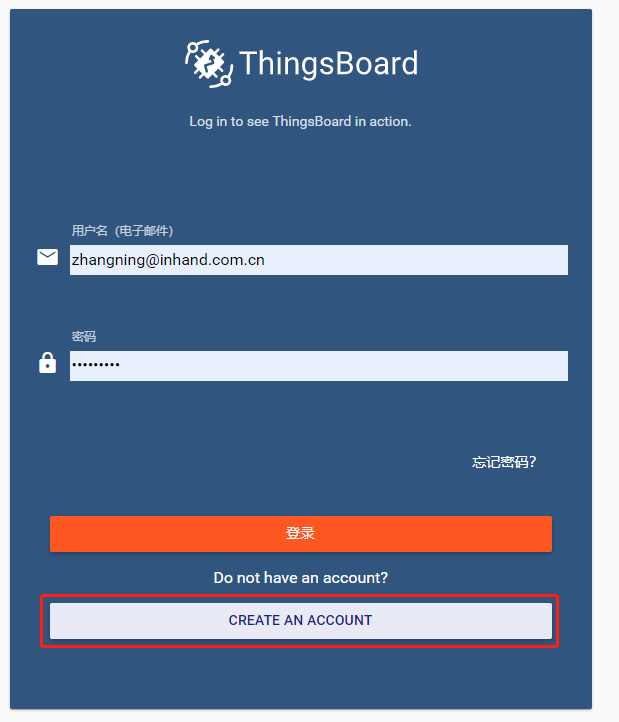 ThingsBoard
Log in to see ThingsBoard in action.
用户名（电子邮件）
zhangning@inhand.com.cn
密码
•••••••••
忘记密码？
登录
Do not have an account?
CREATE AN ACCOUNT